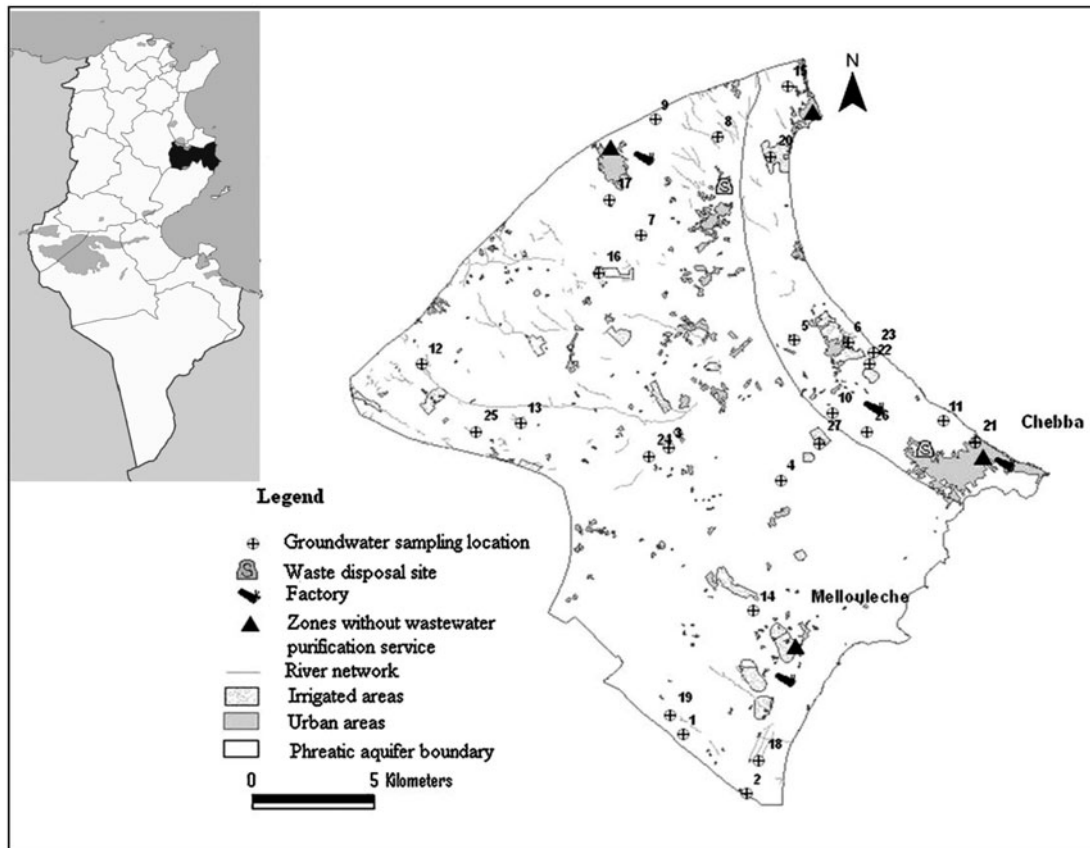 N
15
9
8
20
17
7
16
5
6
23
22
12
10
11
Chebba
26
21
25
13
3
27
24
4
Legend
Groundwater sampling location
S Waste disposal site
Factory
Zones without wastewater
purification service
River network
Irrigated areas
Urban areas
Phreatic aquifer boundary
0 5 Kilometers
14
Mellouleche
19
1
18
2
S
S